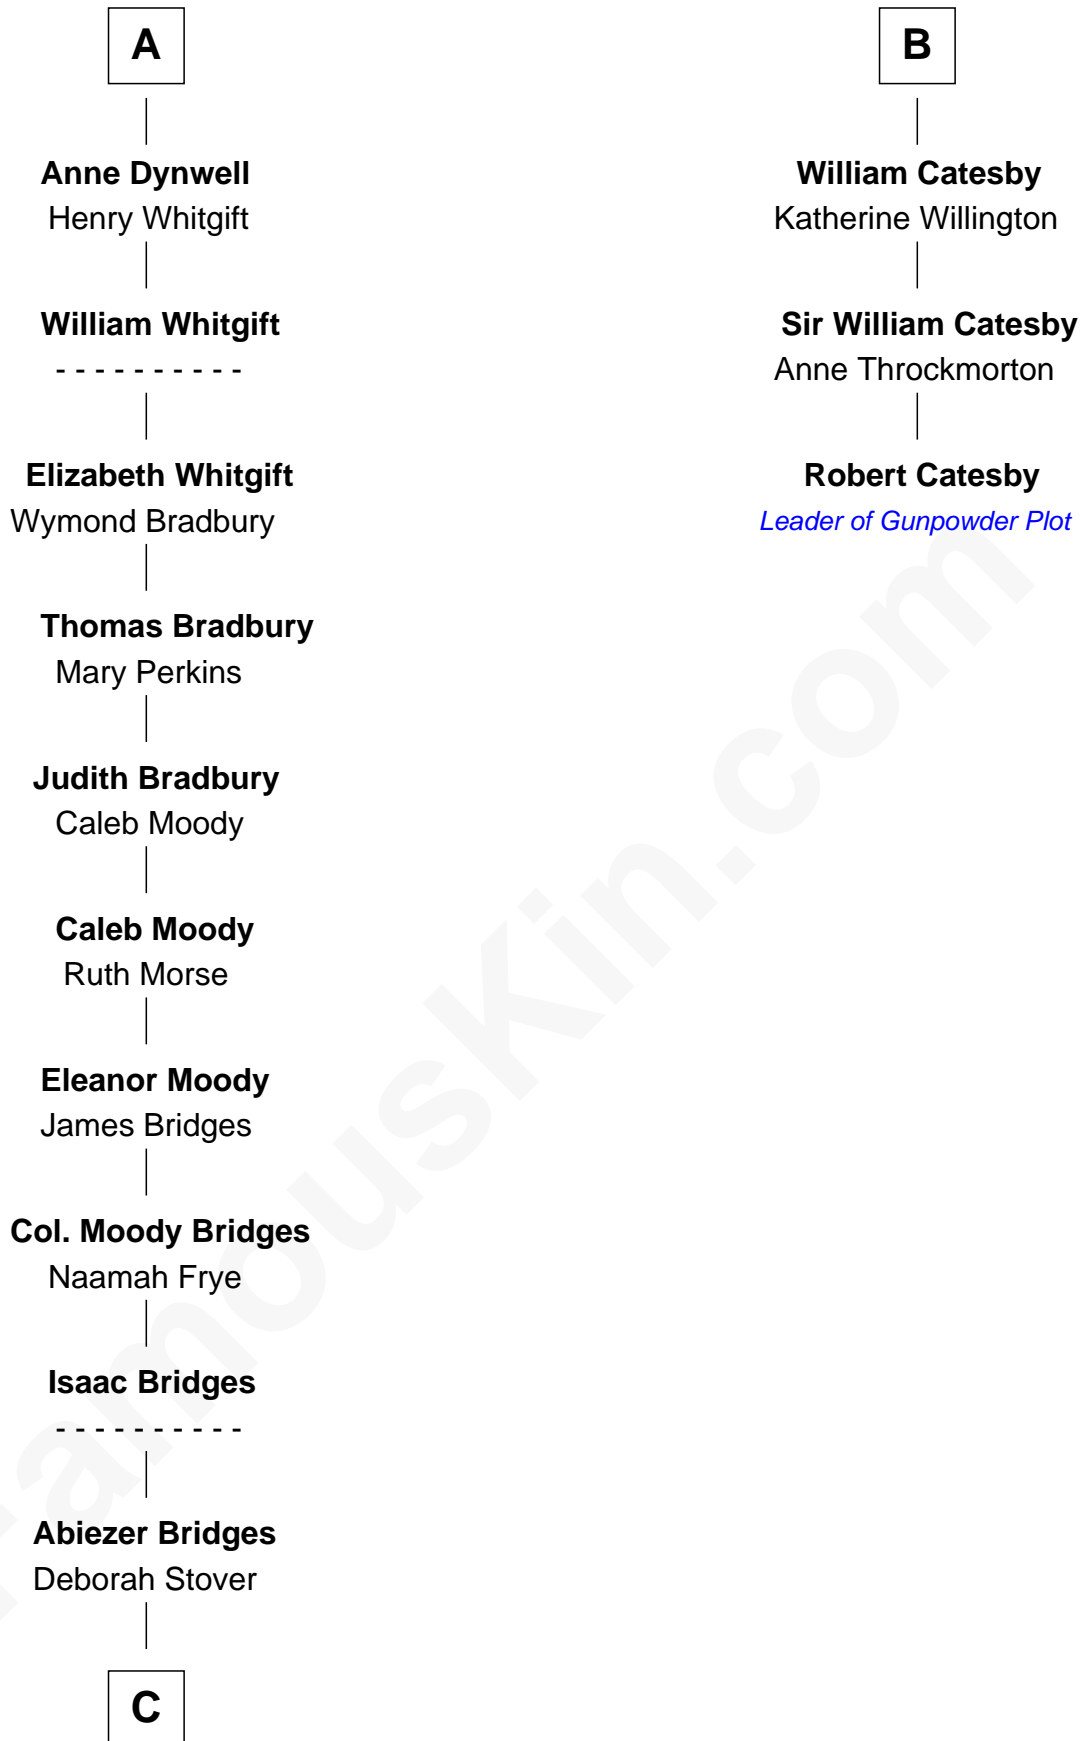 A
Anne Dynwell
Henry Whitgift
William Whitgift
- - - - - - - - - -
Elizabeth Whitgift
Wymond Bradbury
Thomas Bradbury
Mary Perkins
Judith Bradbury
Caleb Moody
Caleb Moody
Ruth Morse
Eleanor Moody
James Bridges
Col. Moody Bridges
Naamah Frye
Isaac Bridges
- - - - - - - - - -
Abiezer Bridges
Deborah Stover
C
B
William Catesby
Katherine Willington
Sir William Catesby
Anne Throckmorton
Robert Catesby
Leader of Gunpowder Plot
FamousKin.com